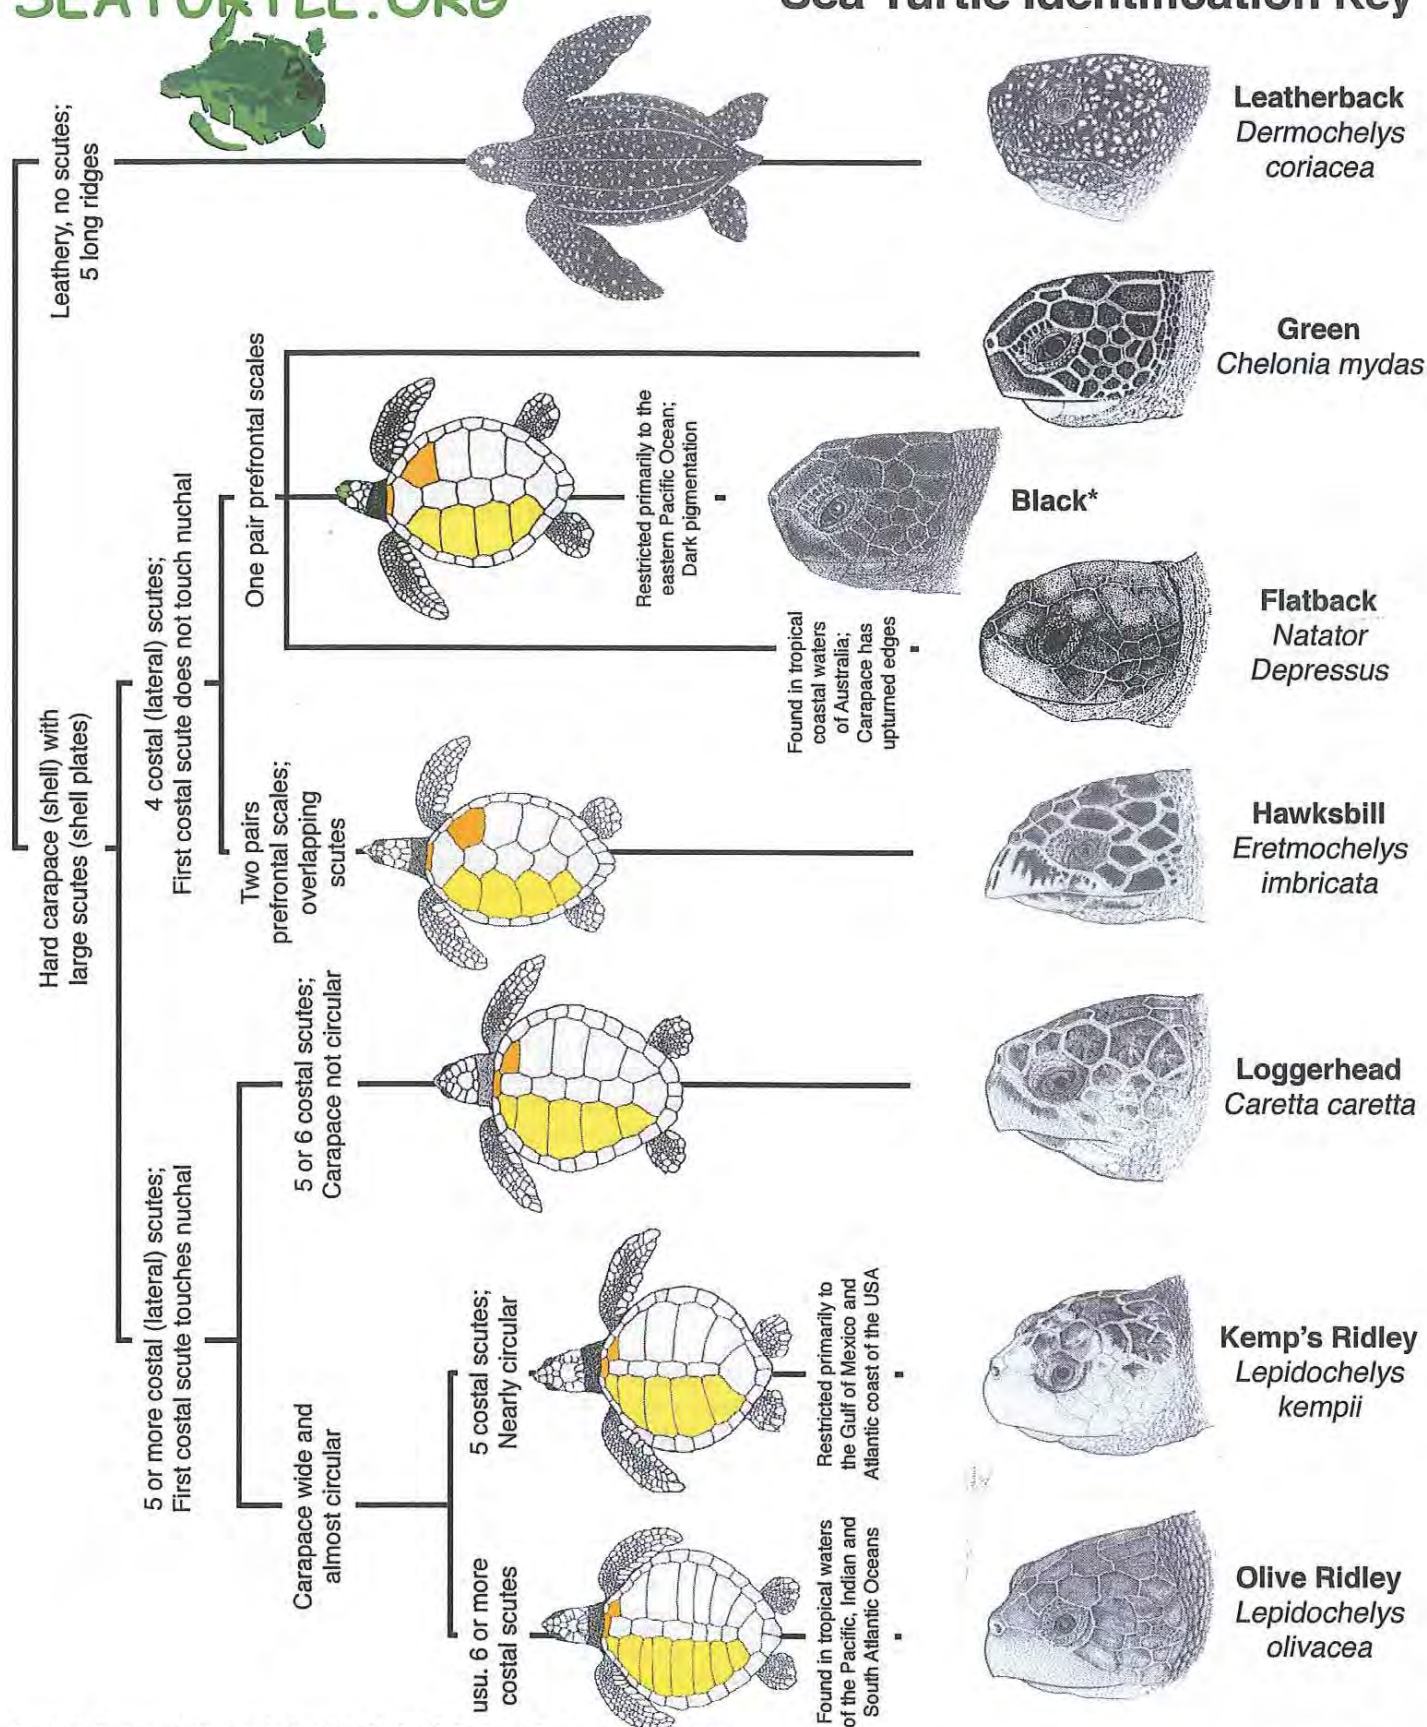 SEATURTLE.ORG
Sea Turtle Identification Key
Leathery, no scutes;
5 long ridges
Hard carapace (shell) with
large scutes (shell plates)
4 costal (lateral) scutes;
First costal scute does not touch nuchal
One pair prefrontal scales
Restricted primarily to the
eastern Pacific Ocean;
Dark pigmentation
Found in tropical
coastal waters
of Australia;
Carapace has
upturned edges
Two pairs
prefrontal scales;
overlapping
scutes
5 or more costal (lateral) scutes;
First costal scute touches nuchal
5 or 6 costal scutes;
Carapace not circular
Carapace wide and
almost circular
5 costal scutes;
Nearly circular
Restricted primarily to
the Gulf of Mexico and
Atlantic coast of the USA
usu. 6 or more
costal scutes
Found in tropical waters
of the Pacific, Indian and
South Atlantic Oceans
Leatherback
Dermochelys
coriacea
Green
Chelonia mydas
Black*
Flatback
Natator
Depressus
Hawksbill
Eretmochelys
imbricata
Loggerhead
Caretta caretta
Kemp's Ridley
Lepidochelys
kempii
Olive Ridley
Lepidochelys
olivacea